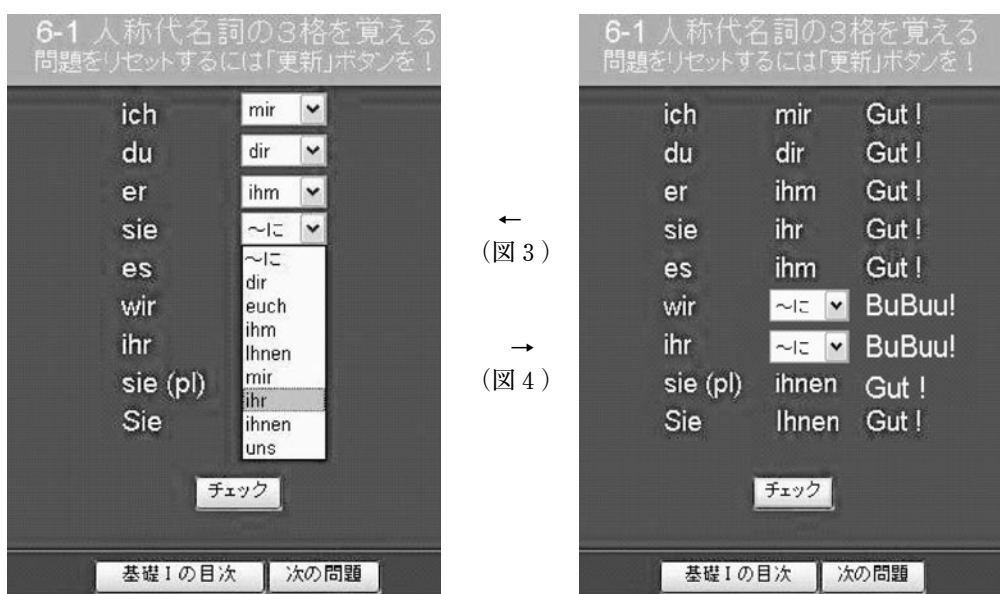 6-1 人称代名詞の3格を覚える
問題をリセットするには「更新」ボタンを！
ich mir
du dir
er ihm
sie ～に
es
wir
ihr
sie (pl)
Sie
～に
dir
euch
ihm
Ihnen
mir
ihr
ihnen
uns
チェック
基礎Ⅰの目次 次の問題
←
（図3）
→
（図4）
6-1 人称代名詞の3格を覚える
問題をリセットするには「更新」ボタンを！
ich mir Gut !
du dir Gut !
er ihm Gut !
sie ihr Gut !
es ihm Gut !
wir ～に BuBuu!
ihr ～に BuBuu!
sie (pl) ihnen Gut !
Sie Ihnen Gut !
チェック
基礎Ⅰの目次 次の問題